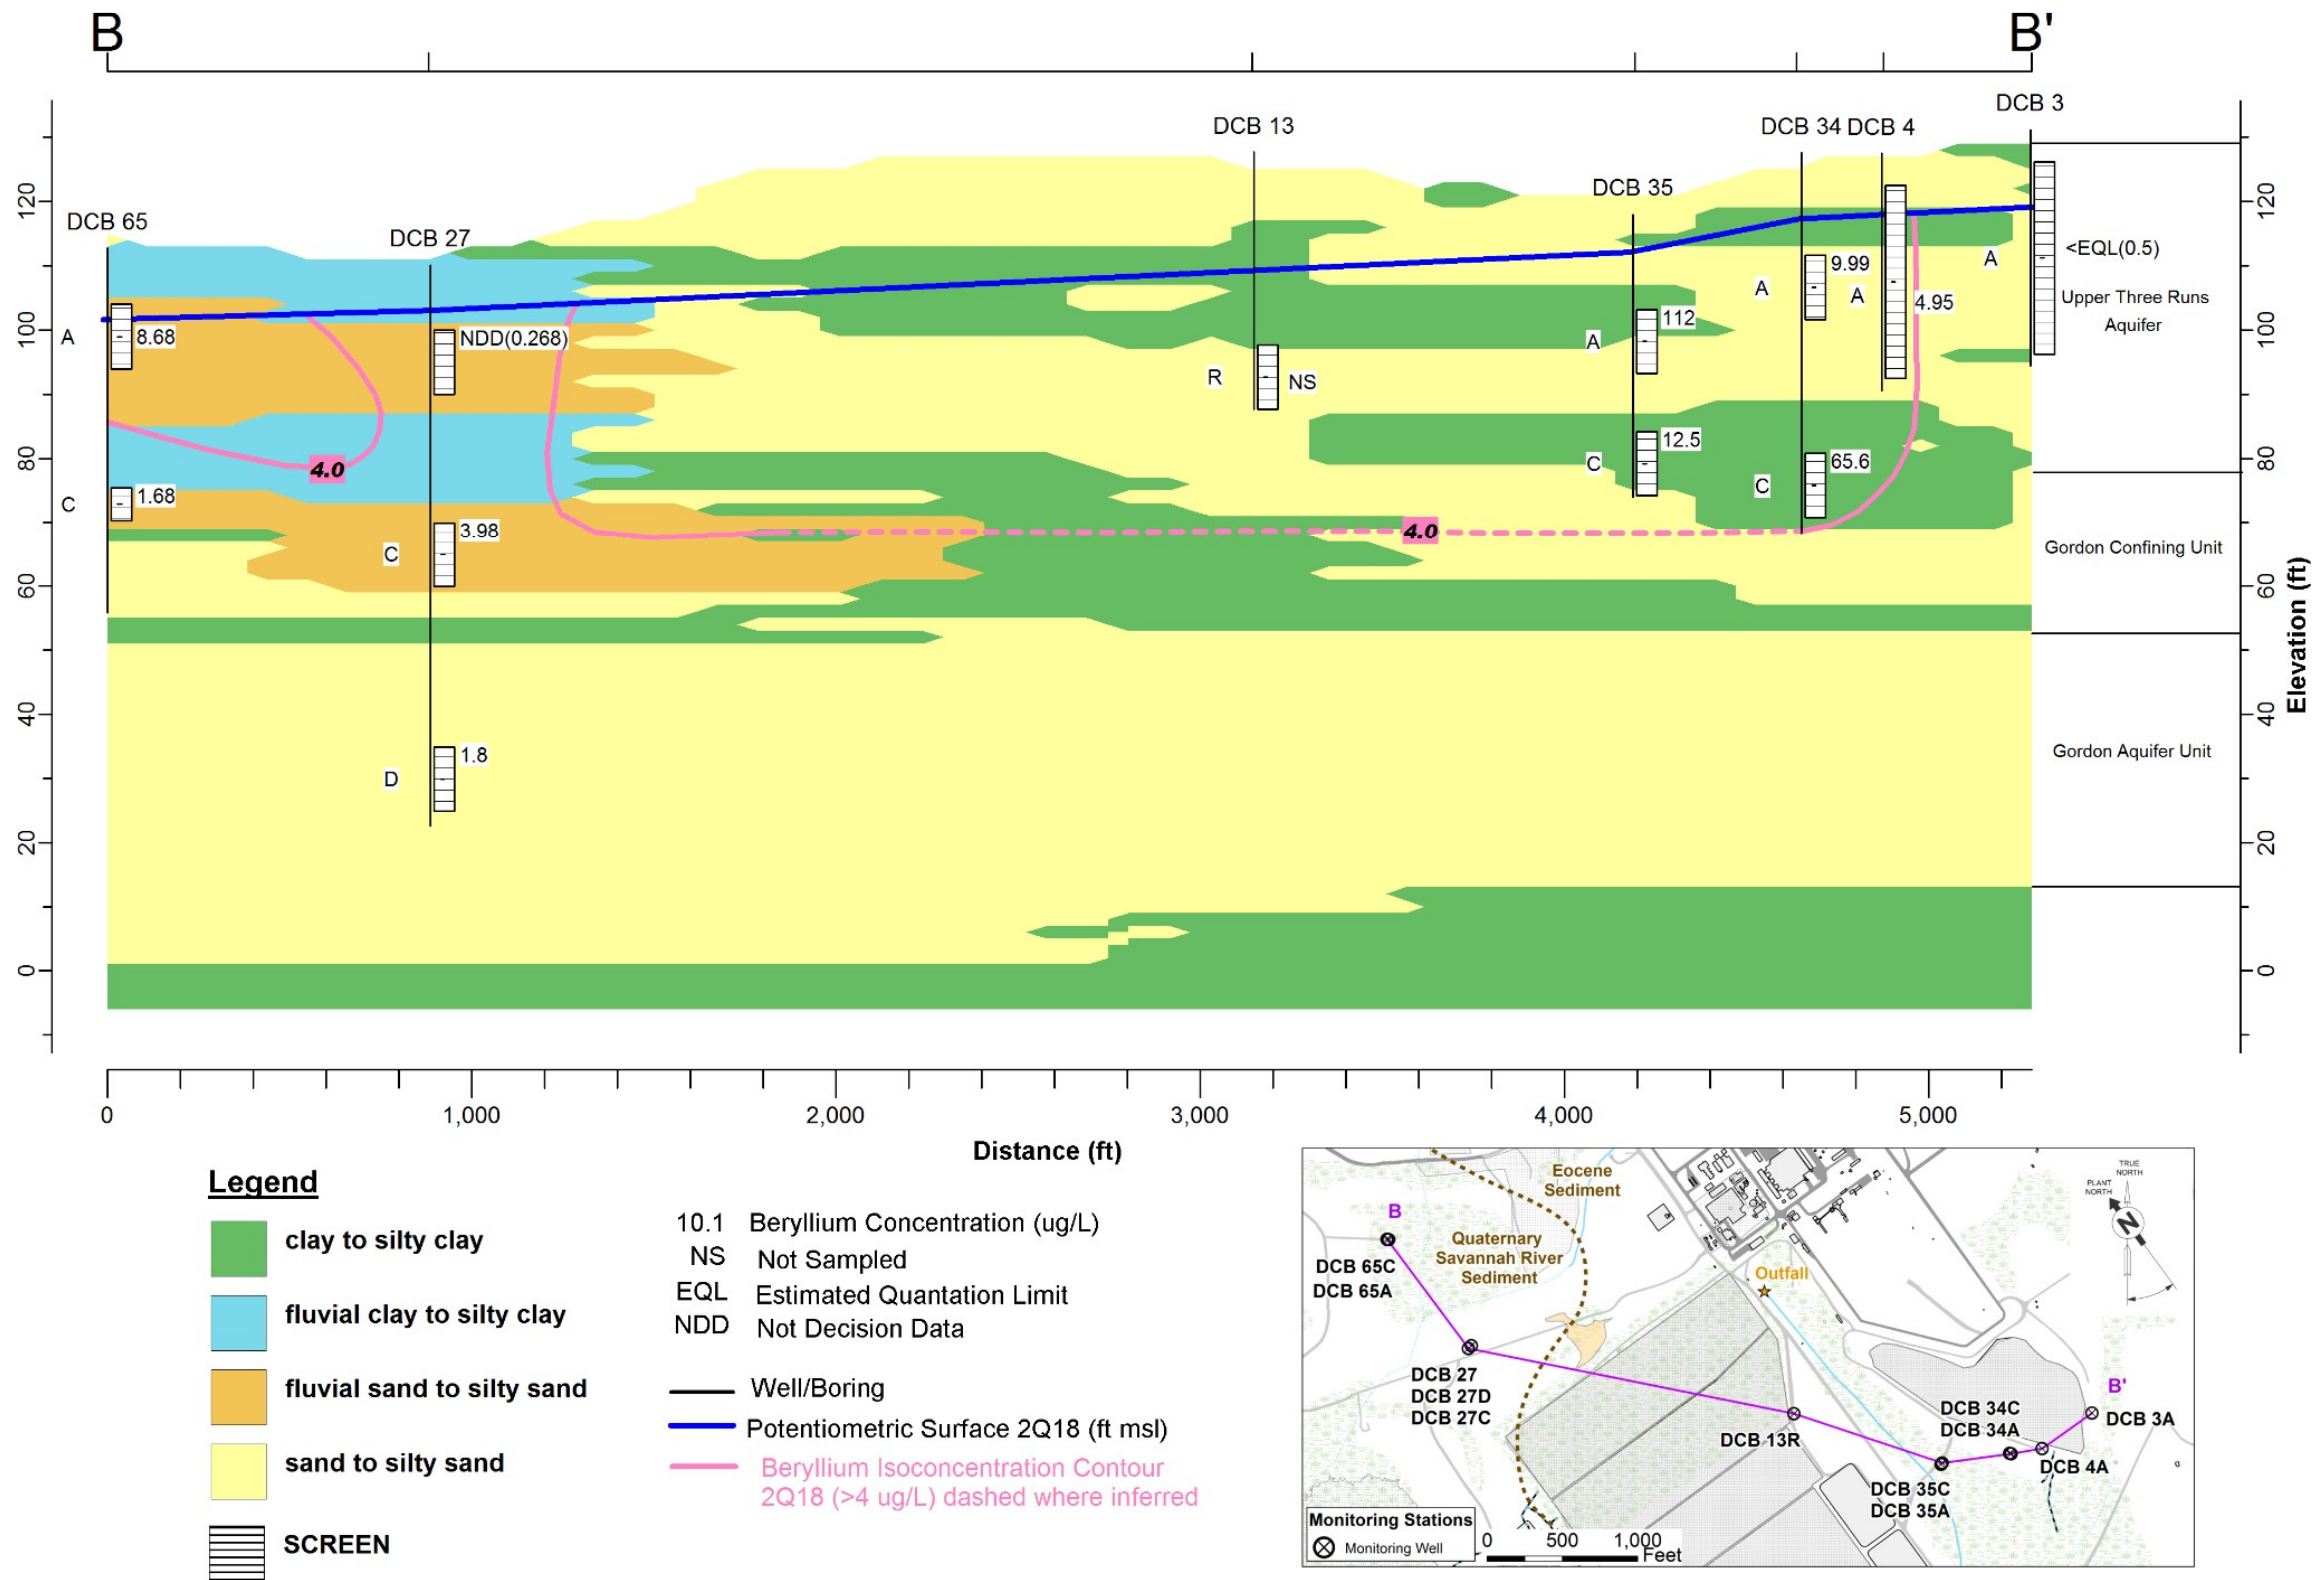 B
B'
DCB 3
DCB 13
DCB 34
DCB 4
DCB 35
DCB 65
DCB 27
120
100
80
60
40
20
0
120
100
80
60
40
20
0
Elevation (ft)
A
8.68
C
1.68
NDD(0.268)
C
3.98
D
1.8
4.0
R
NS
4.0
A
112
C
12.5
A
9.99
C
65.6
A
4.95
A
<EQL(0.5)
Upper Three Runs
Aquifer
Gordon Confining Unit
Gordon Aquifer Unit
0
1,000
2,000
3,000
4,000
5,000
Distance (ft)
Legend
clay to silty clay
fluvial clay to silty clay
fluvial sand to silty sand
sand to silty sand
SCREEN
10.1 Beryllium Concentration (ug/L)
NS Not Sampled
EQL Estimated Quantation Limit
NDD Not Decision Data
Well/Boring
Potentiometric Surface 2Q18 (ft msl)
Beryllium Isoconcentration Contour
2Q18 (>4 ug/L) dashed where inferred
Eocene
Sediment
Quaternary
Savannah River
Sediment
Outfall
TRUE
NORTH
PLANT
NORTH
N
B
DCB 65C
DCB 65A
DCB 27
DCB 27D
DCB 27C
DCB 13R
DCB 35C
DCB 35A
DCB 34C
DCB 34A
DCB 4A
B'
DCB 3A
Monitoring Stations
Monitoring Well
0 500 1,000
Feet